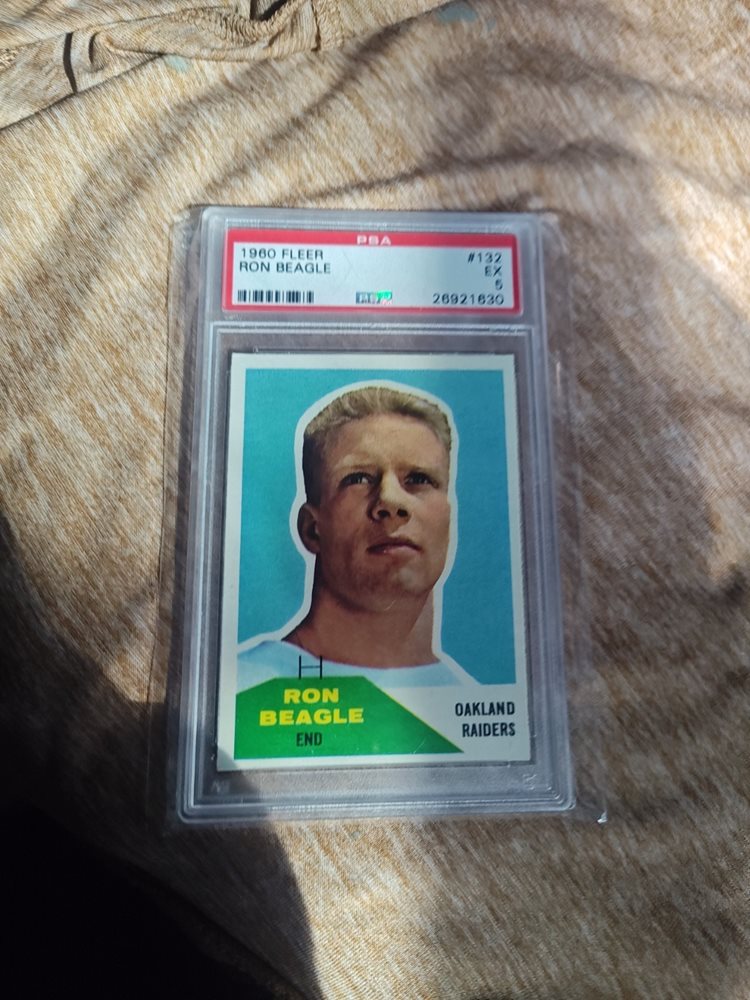 PSA
1960 FLEER #132
RON BEAGLE EX
5
26921630
RON
BEAGLE
END
OAKLAND
RAIDERS